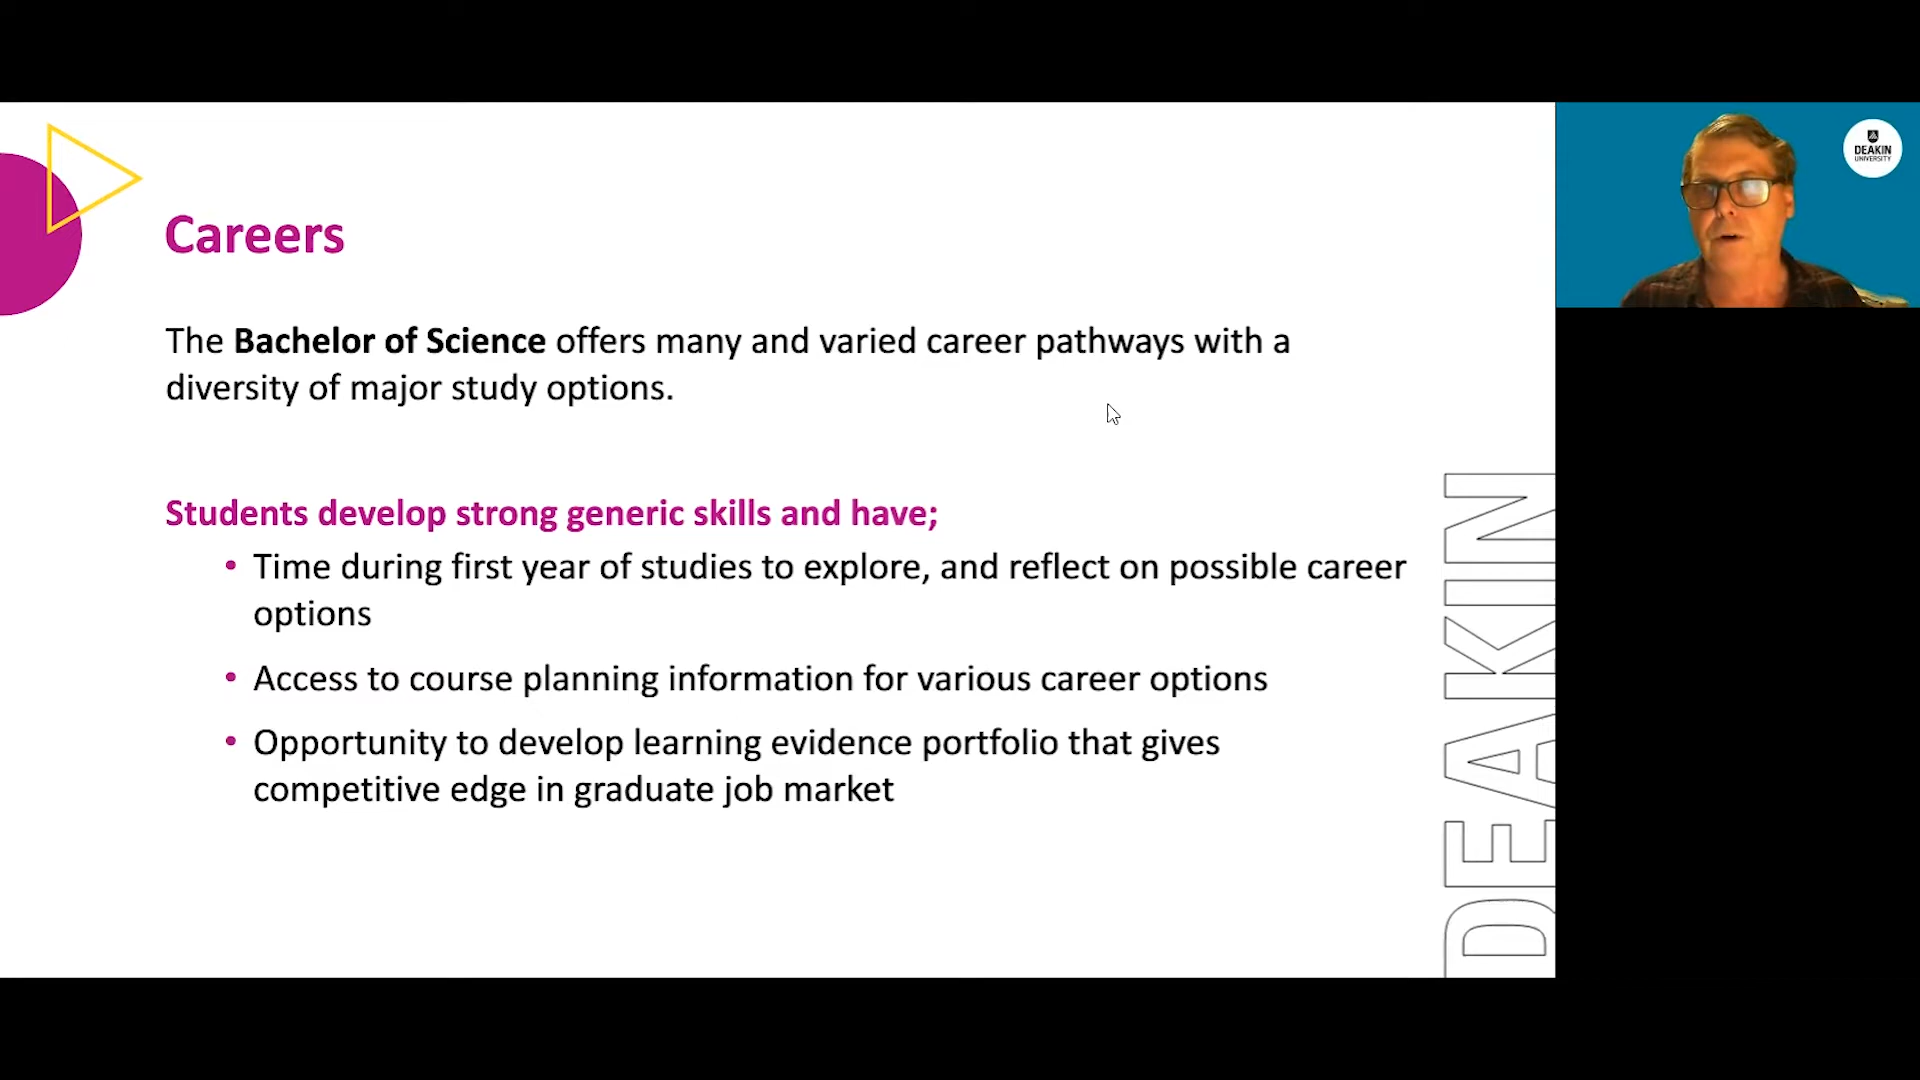 Careers
The Bachelor of Science offers many and varied career pathways with a
diversity of major study options.
Students develop strong generic skills and have;
• Time during first year of studies to explore, and reflect on possible career
options
• Access to course planning information for various career options
• Opportunity to develop learning evidence portfolio that gives
competitive edge in graduate job market
DEAKIN
DEAKIN
UNIVERSITY